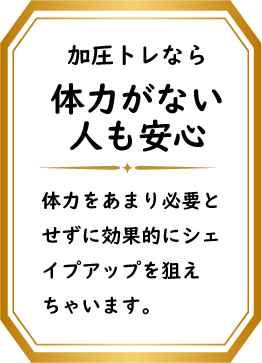 加圧トレなら
体力がない
人も安心
体力をあまり必要と
せずに効果的にシェ
イプアップを狙え
ちゃいます。